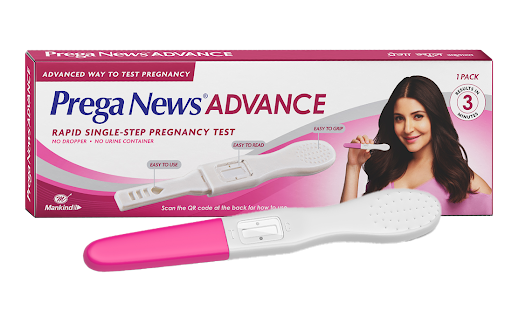 ADVANCED WAY TO TEST PREGNANCY
Prega News® ADVANCE
RAPID SINGLE-STEP PREGNANCY TEST
NO DROPPER • NO URINE CONTAINER
EASY TO USE
EASY TO READ
EASY TO GRIP
1 PACK
RESULTS IN
3
MINUTES
Mankind
Scan the QR code at the back for how to use